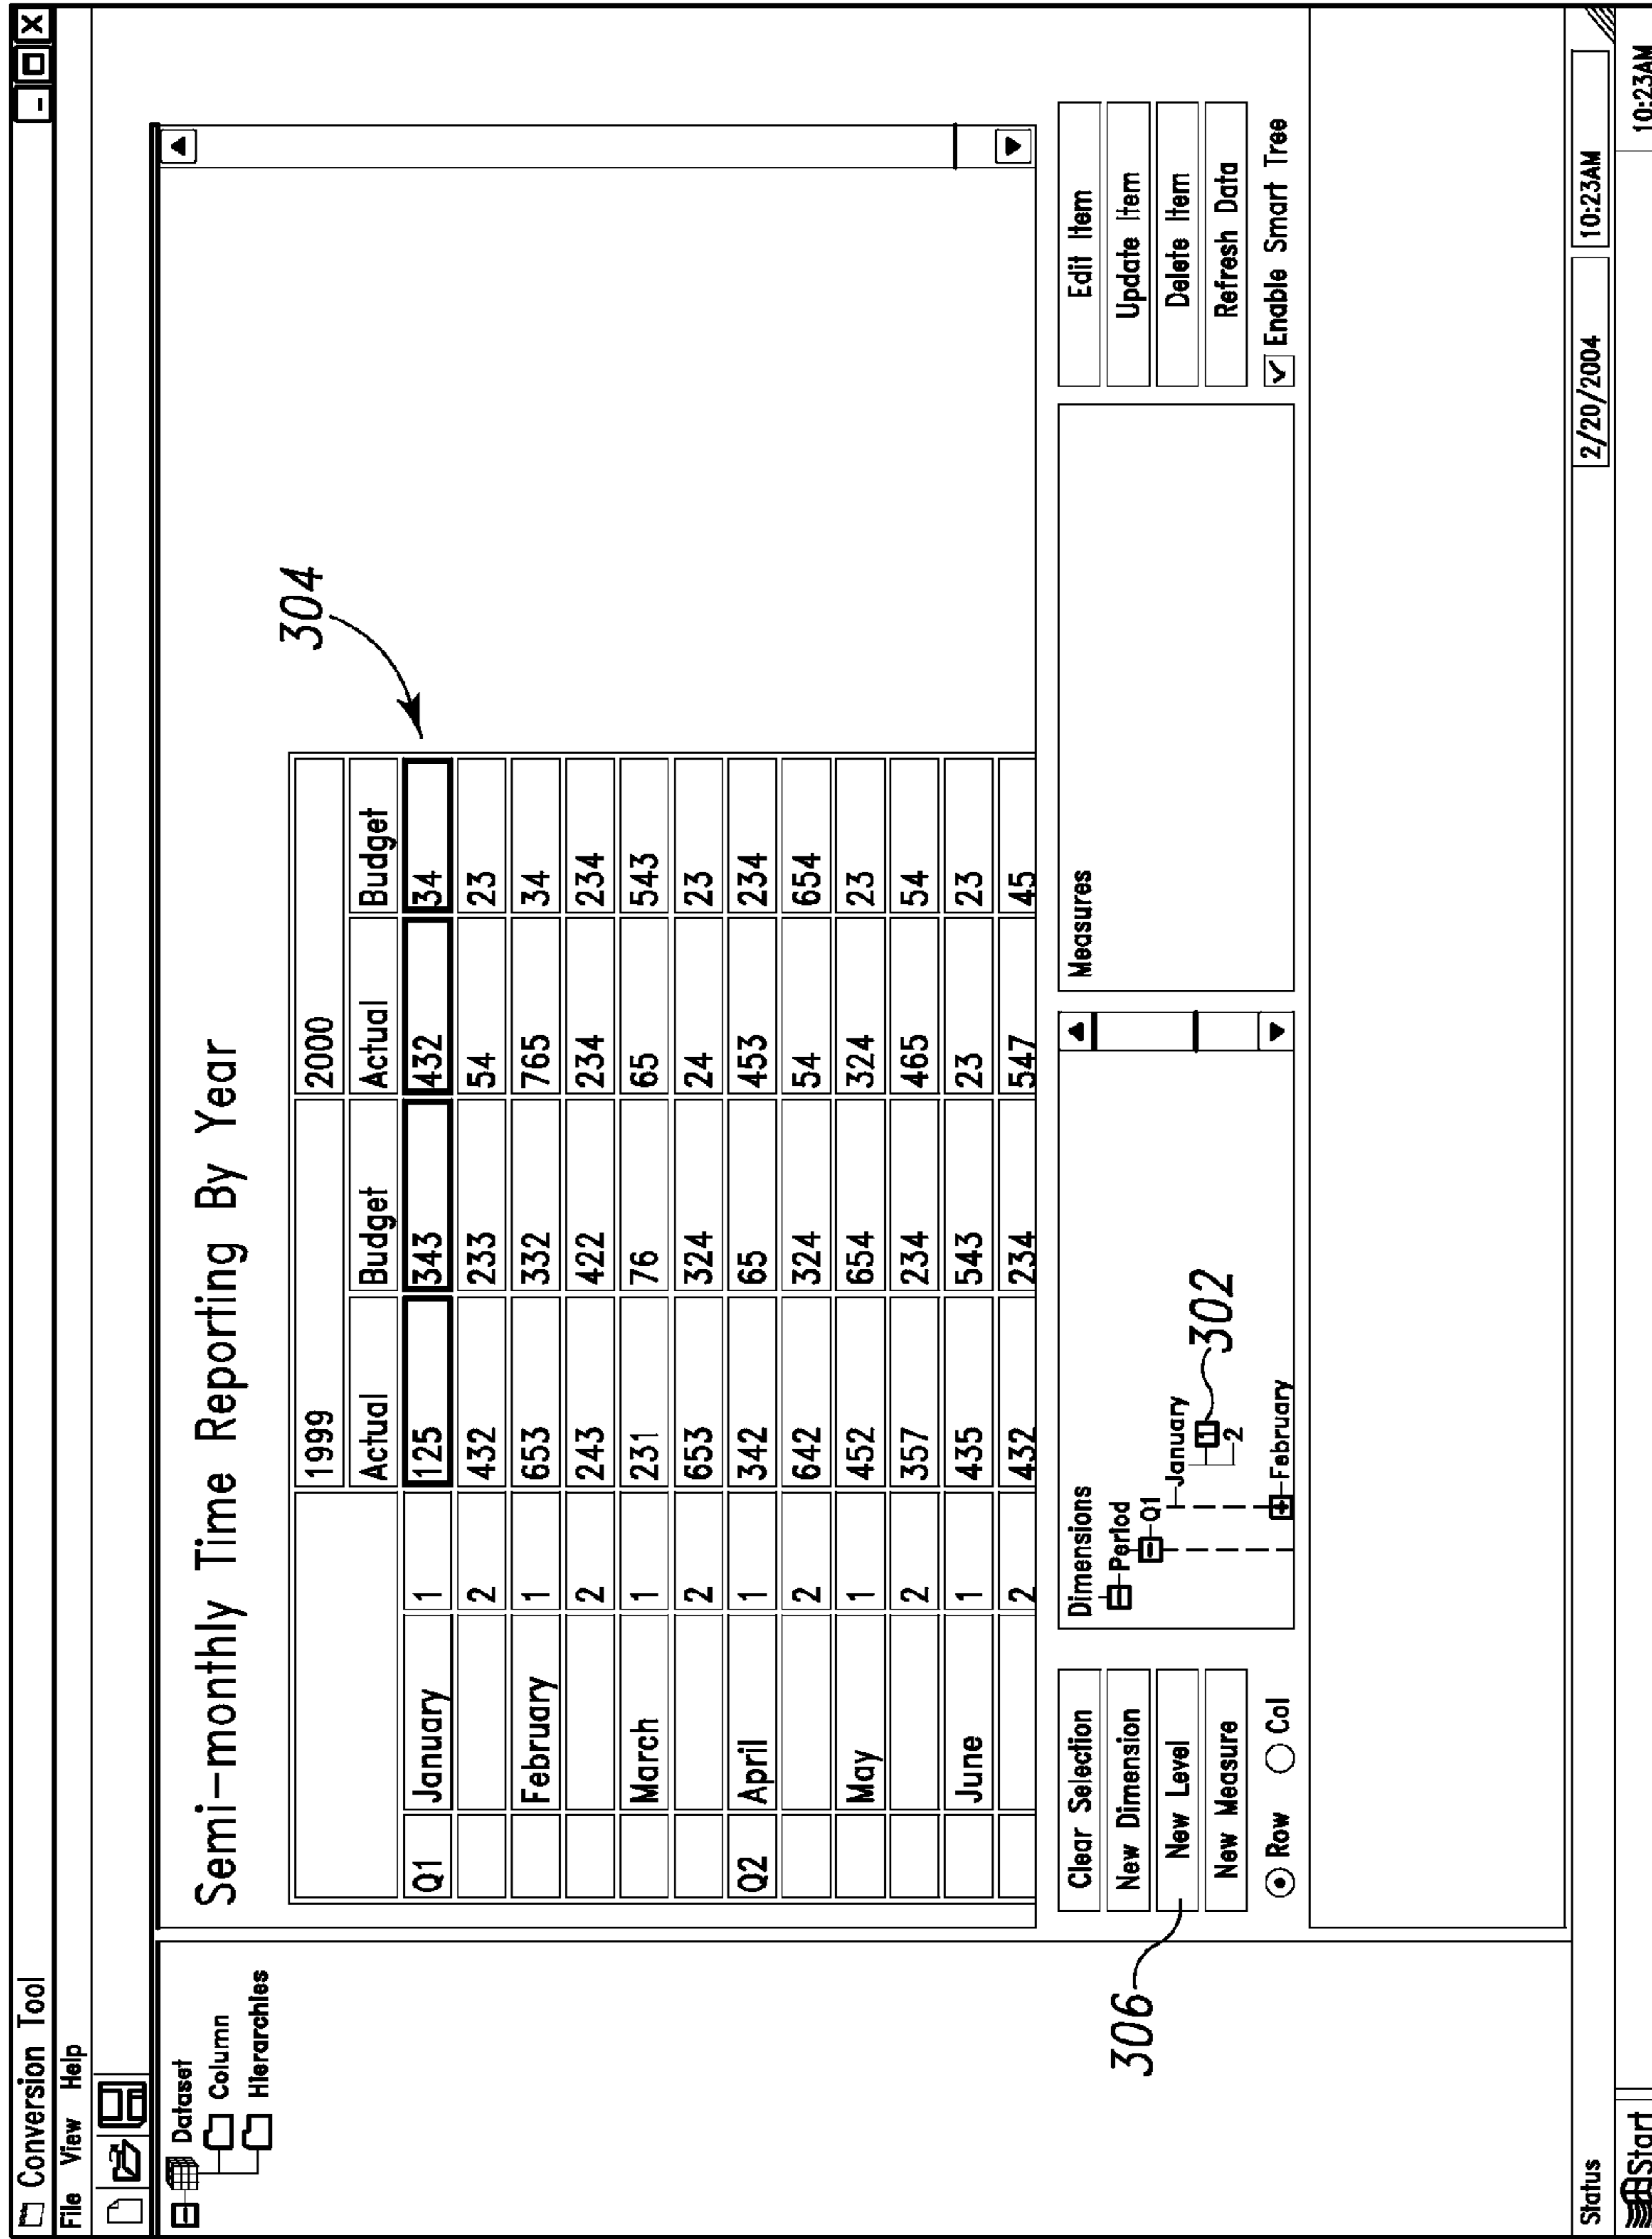 Conversion Tool
- X
File View Help
Dataset
Column
Hierarchies
Semi-monthly Time Reporting By Year
304
1999 2000
Actual Budget Actual Budget
Q1 January 1 125 343 432 34
2 432 233 54 23
February 1 653 332 765 34
2 243 422 234 234
March 1 231 76 65 543
2 653 324 24 23
Q2 April 1 342 65 453 234
2 642 324 54 654
May 1 452 654 324 23
2 357 234 465 54
June 1 435 543 23 23
2 432 234 547 45
Clear Selection
New Dimension
New Level
New Measure
Row Col
306
Dimensions
Period
Q1
January
1
2
February
302
Measures
Edit Item
Update Item
Delete Item
Refresh Data
Enable Smart Tree
Status 2/20/2004 10:23AM
Start 10:23AM